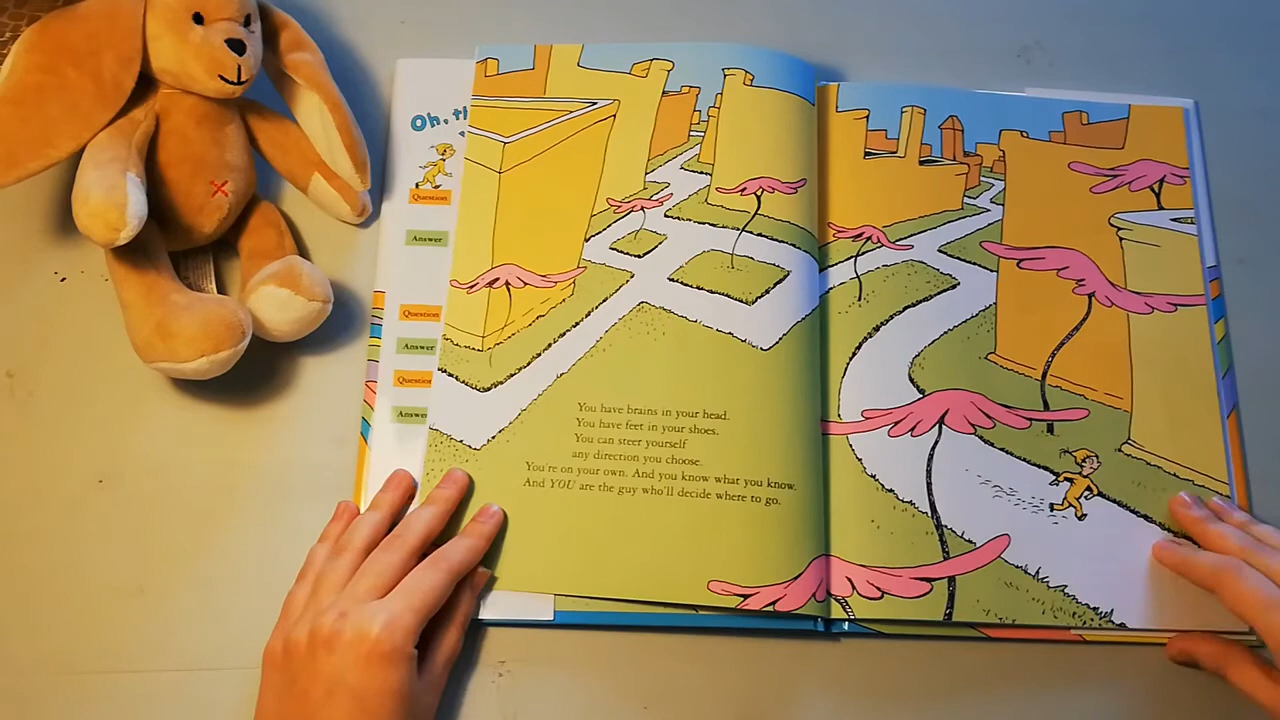 Oh, th
Question
Answer
Question
Answer
Question
Answer
You have brains in your head.
You have feet in your shoes.
You can steer yourself
any direction you choose.
You're on your own. And you know what you know.
And YOU are the guy who'll decide where to go.